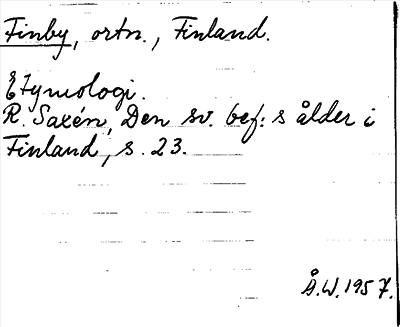 Finby, ortn., Finland.
Etymologi.
R. Saxén, Den sv. bef:s ålder i
Finland, s. 23.
Å.W. 1957.